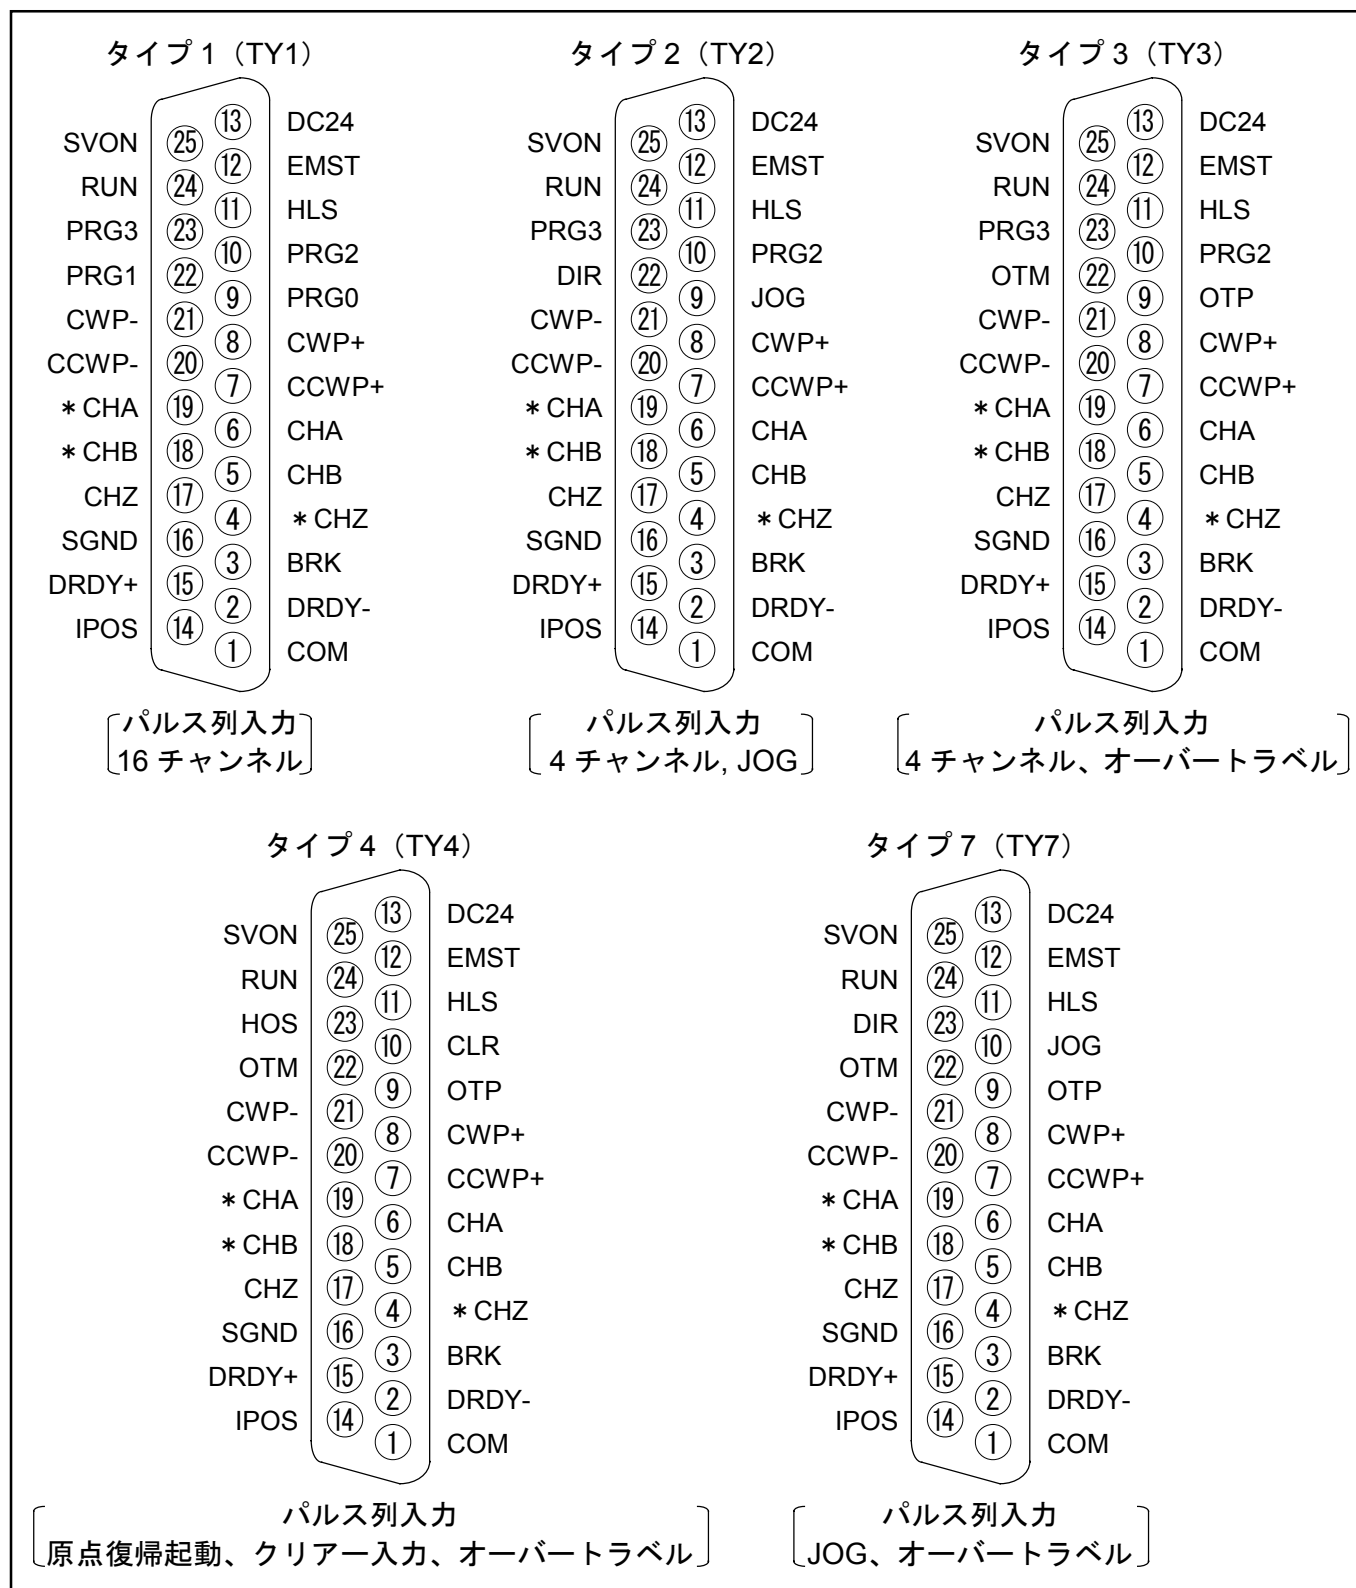 タイプ 1（TY1）
SVON ㉕ ⑬ DC24
RUN ㉔ ⑫ EMST
PRG3 ㉓ ⑪ HLS
PRG1 ㉒ ⑩ PRG2
CWP- ㉑ ⑨ PRG0
CCWP- ⑳ ⑧ CWP+
＊CHA ⑲ ⑦ CCWP+
＊CHB ⑱ ⑥ CHA
CHZ ⑰ ⑤ CHB
SGND ⑯ ④ ＊CHZ
DRDY+ ⑮ ③ BRK
IPOS ⑭ ② DRDY-
① COM
パルス列入力
16 チャンネル
タイプ 2（TY2）
SVON ㉕ ⑬ DC24
RUN ㉔ ⑫ EMST
PRG3 ㉓ ⑪ HLS
DIR ㉒ ⑩ PRG2
CWP- ㉑ ⑨ JOG
CCWP- ⑳ ⑧ CWP+
＊CHA ⑲ ⑦ CCWP+
＊CHB ⑱ ⑥ CHA
CHZ ⑰ ⑤ CHB
SGND ⑯ ④ ＊CHZ
DRDY+ ⑮ ③ BRK
IPOS ⑭ ② DRDY-
① COM
パルス列入力
4 チャンネル, JOG
タイプ 3（TY3）
SVON ㉕ ⑬ DC24
RUN ㉔ ⑫ EMST
PRG3 ㉓ ⑪ HLS
OTM ㉒ ⑩ PRG2
CWP- ㉑ ⑨ OTP
CCWP- ⑳ ⑧ CWP+
＊CHA ⑲ ⑦ CCWP+
＊CHB ⑱ ⑥ CHA
CHZ ⑰ ⑤ CHB
SGND ⑯ ④ ＊CHZ
DRDY+ ⑮ ③ BRK
IPOS ⑭ ② DRDY-
① COM
パルス列入力
4 チャンネル、オーバートラベル
タイプ 4（TY4）
SVON ㉕ ⑬ DC24
RUN ㉔ ⑫ EMST
HOS ㉓ ⑪ HLS
OTM ㉒ ⑩ CLR
CWP- ㉑ ⑨ OTP
CCWP- ⑳ ⑧ CWP+
＊CHA ⑲ ⑦ CCWP+
＊CHB ⑱ ⑥ CHA
CHZ ⑰ ⑤ CHB
SGND ⑯ ④ ＊CHZ
DRDY+ ⑮ ③ BRK
IPOS ⑭ ② DRDY-
① COM
パルス列入力
原点復帰起動、クリアー入力、オーバートラベル
タイプ 7（TY7）
SVON ㉕ ⑬ DC24
RUN ㉔ ⑫ EMST
DIR ㉓ ⑪ HLS
OTM ㉒ ⑩ JOG
CWP- ㉑ ⑨ OTP
CCWP- ⑳ ⑧ CWP+
＊CHA ⑲ ⑦ CCWP+
＊CHB ⑱ ⑥ CHA
CHZ ⑰ ⑤ CHB
SGND ⑯ ④ ＊CHZ
DRDY+ ⑮ ③ BRK
IPOS ⑭ ② DRDY-
① COM
パルス列入力
JOG、オーバートラベル